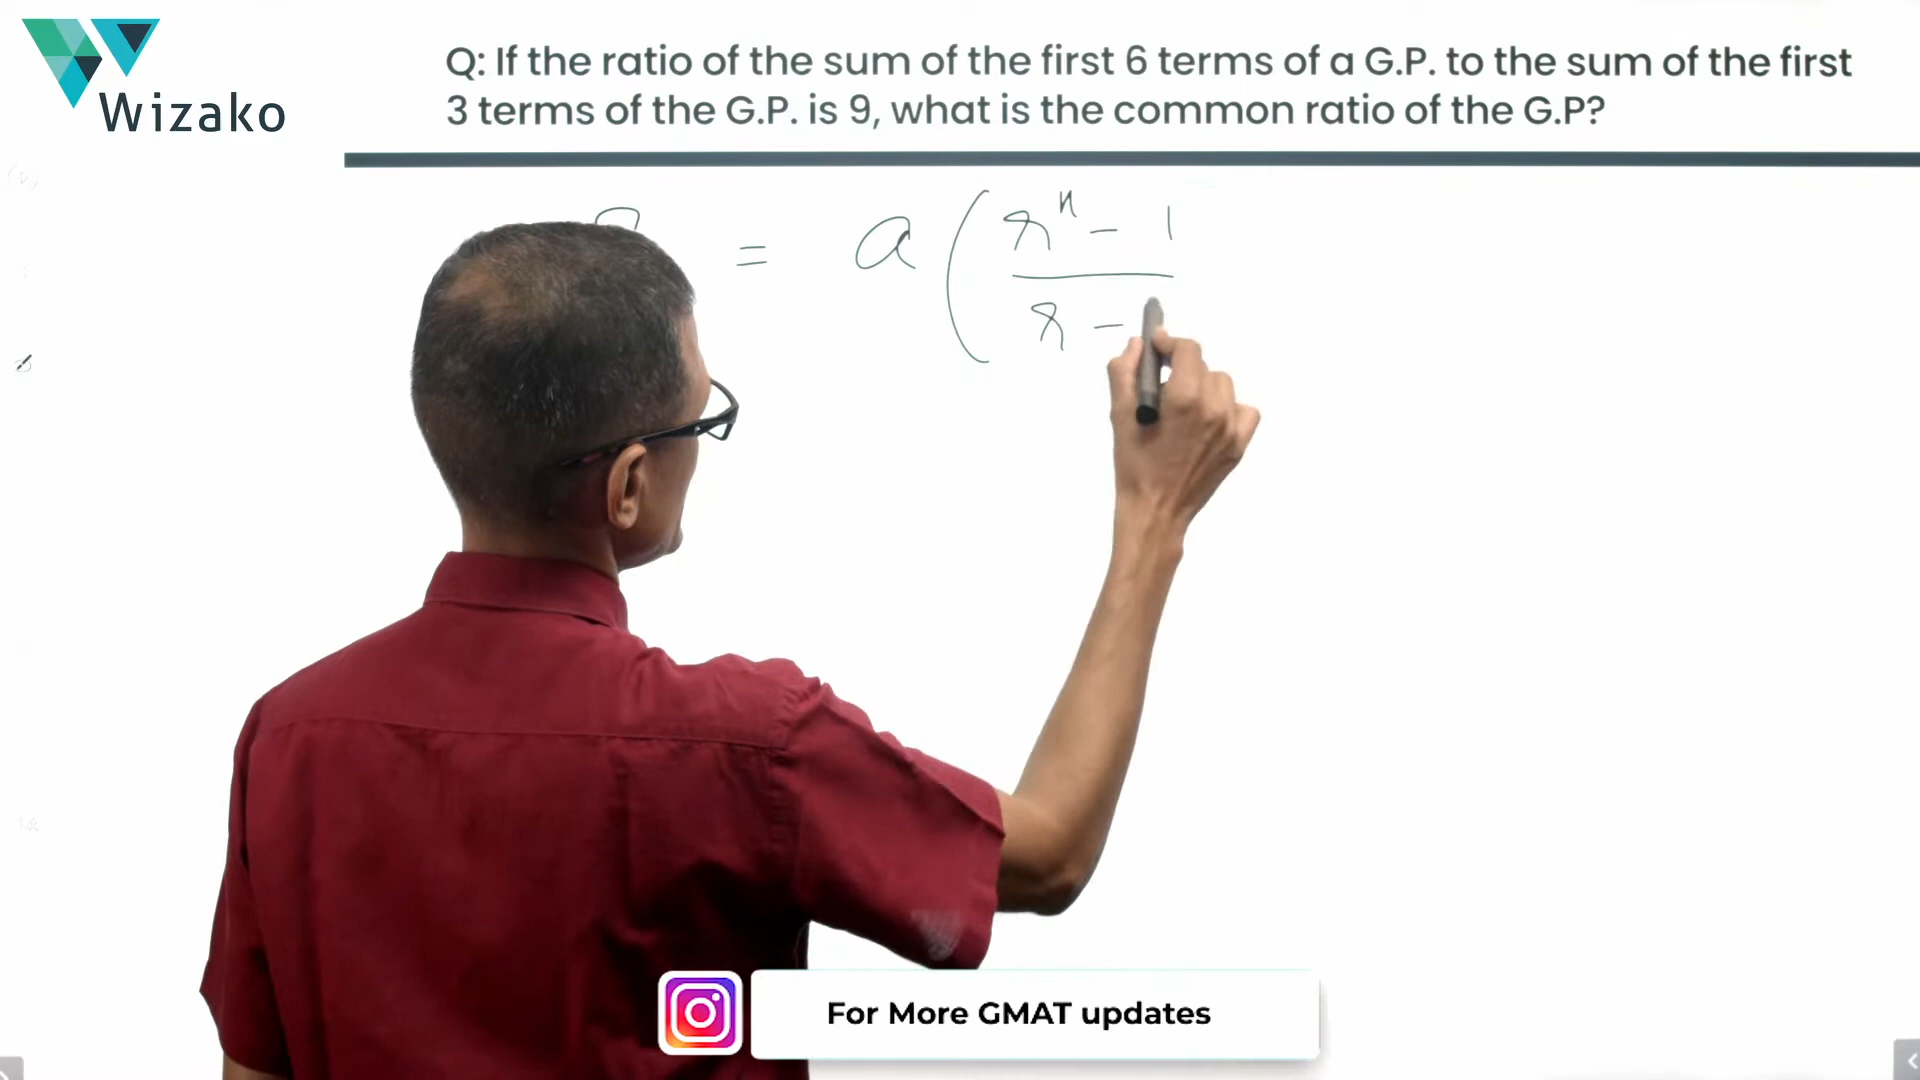 Wizako
Q: If the ratio of the sum of the first 6 terms of a G.P. to the sum of the first
3 terms of the G.P. is 9, what is the common ratio of the G.P?
= a ( r^n - 1
r -
For More GMAT updates